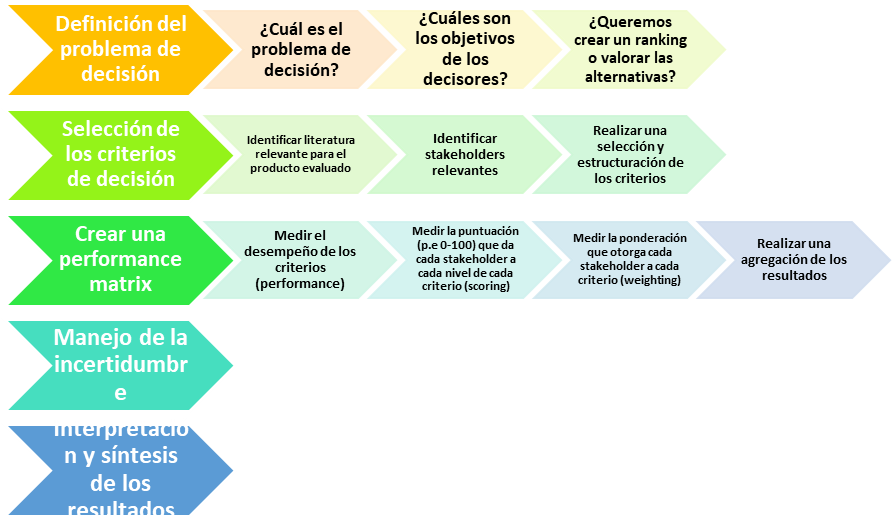 Definición del
problema de
decisión
¿Cuál es el
problema de
decisión?
¿Cuáles son
los objetivos
de los
decisores?
¿Queremos
crear un ranking
o valorar las
alternativas?
Selección de
los criterios
de decisión
Identificar literatura
relevante para el
producto evaluado
Identificar
stakeholders
relevantes
Realizar una
selección y
estructuración de
los criterios
Crear una
performance
matrix
Medir el
desempeño de los
criterios
(performance)
Medir la puntuación
(p.e 0-100) que da
cada stakeholder a
cada nivel de cada
criterio (scoring)
Medir la ponderación
que otorga cada
stakeholder a cada
criterio (weighting)
Realizar una
agregación de los
resultados
Manejo de la
incertidumbr
e
Interpretació
n y síntesis
de los
resultados